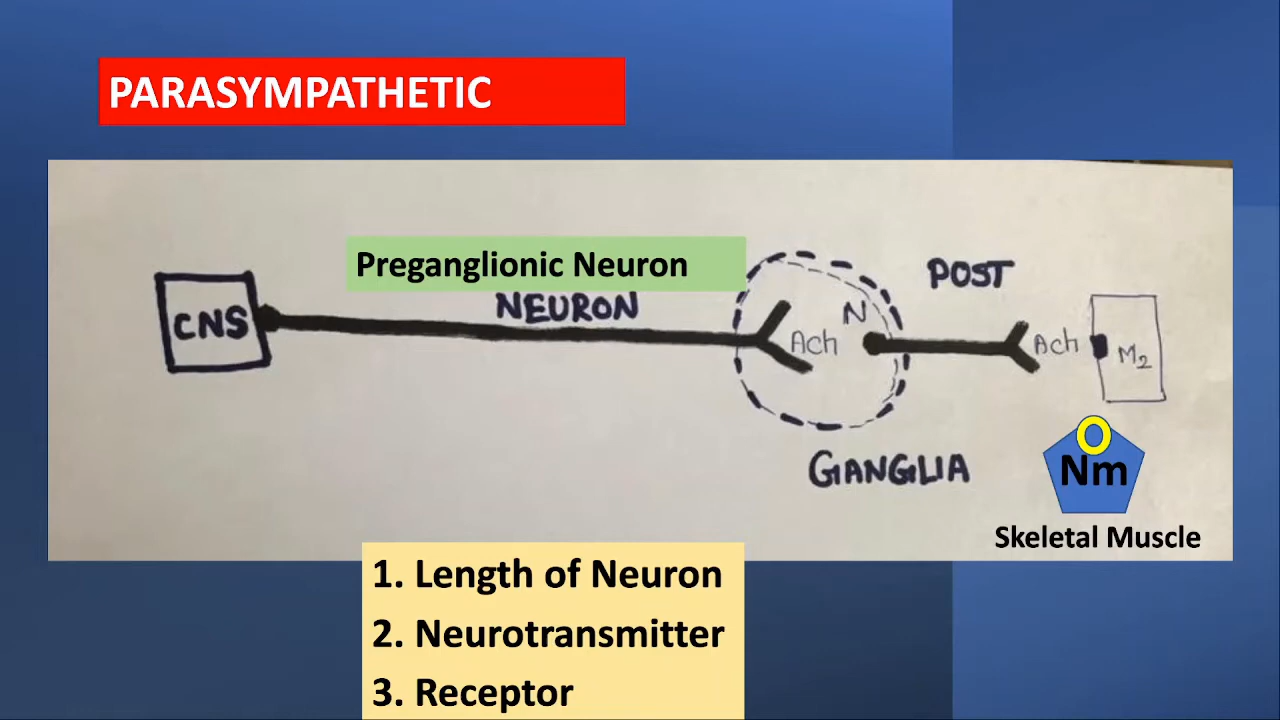 PARASYMPATHETIC
Preganglionic Neuron
NEURON
POST
CNS
N
Ach
Ach
M2
GANGLIA
Nm
Skeletal Muscle
1. Length of Neuron
2. Neurotransmitter
3. Receptor